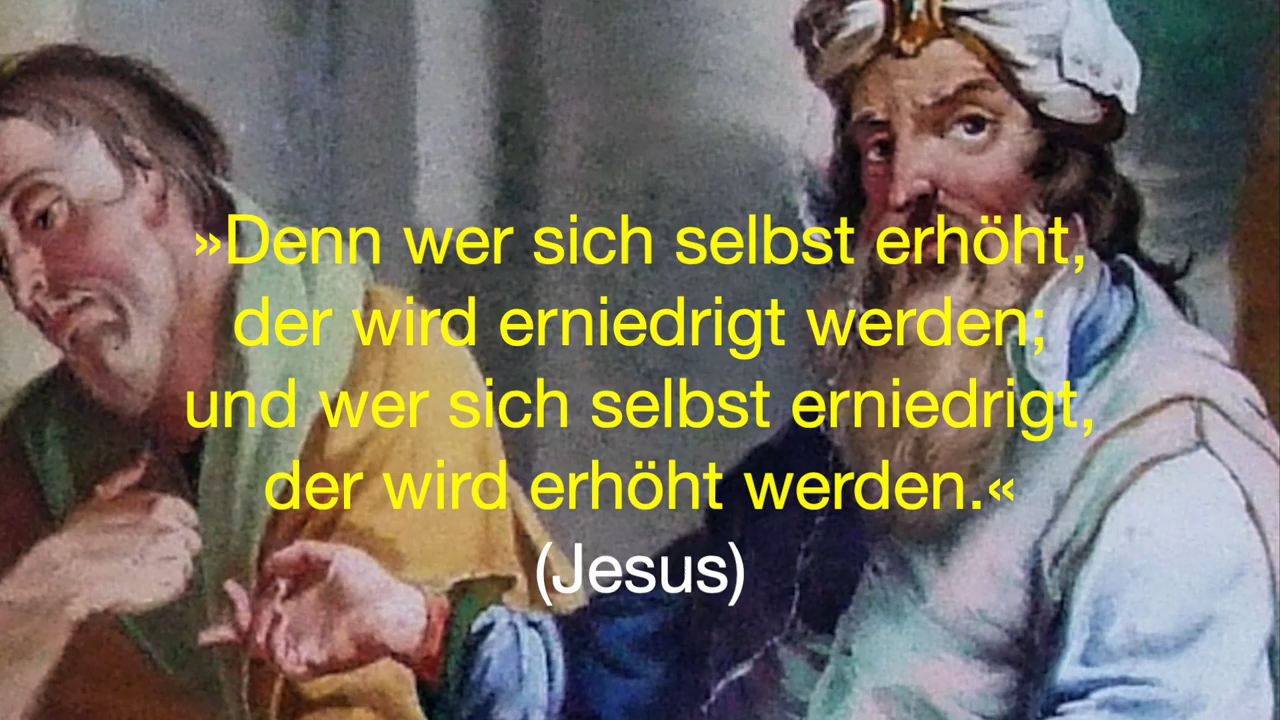 »Denn wer sich selbst erhöht,
der wird erniedrigt werden;
und wer sich selbst erniedrigt,
der wird erhöht werden.«
(Jesus)